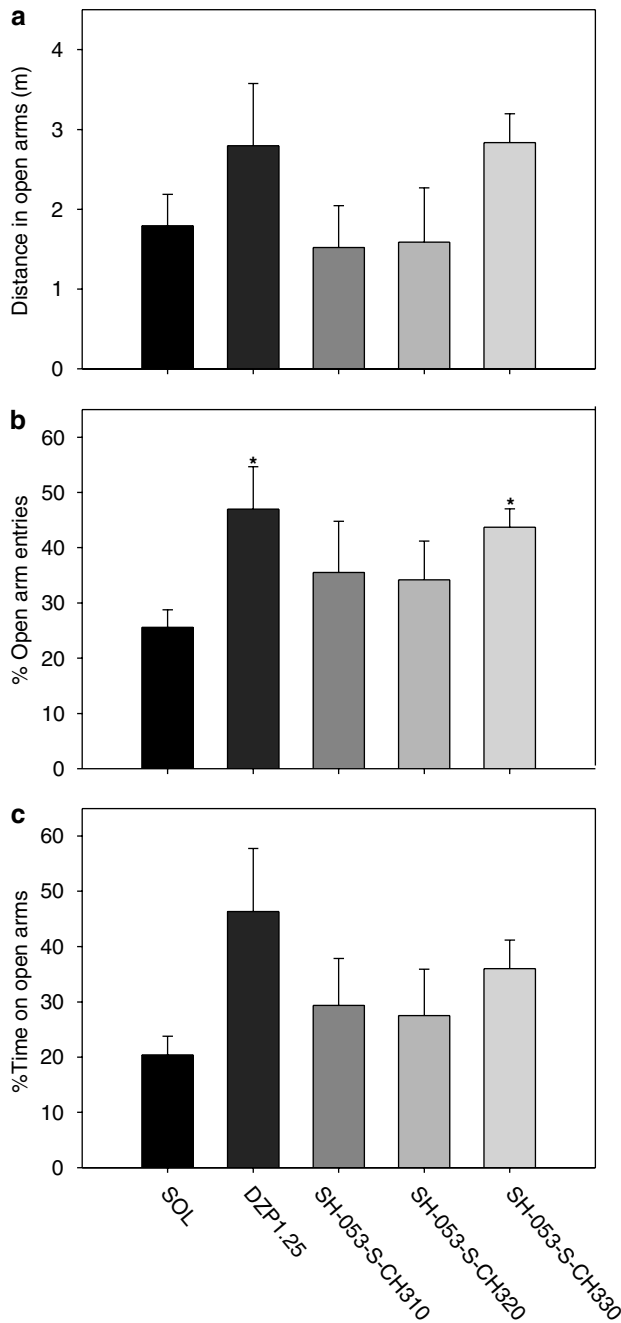 a
Distance in open arms (m)
4
3
2
1
0
b
% Open arm entries
60
50
40
30
20
10
0
*
*
c
%Time on open arms
60
50
40
30
20
10
0
SOL
DZP1.25
SH-053-S-CH310
SH-053-S-CH320
SH-053-S-CH330